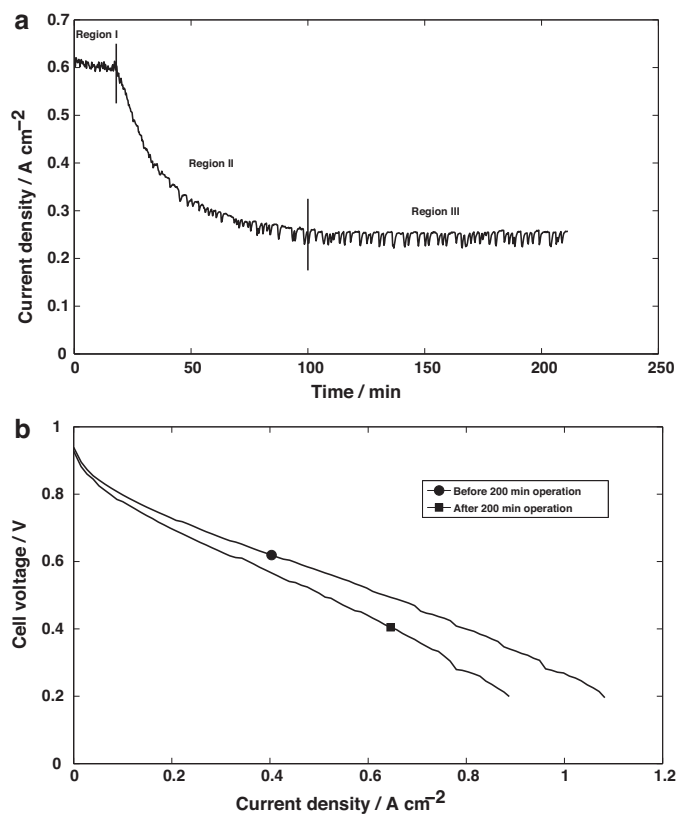 a
0.7
0.6
0.5
0.4
0.3
0.2
0.1
0
Current density / A cm−2
Region I
Region II
Region III
0 50 100 150 200 250
Time / min
b
1
0.8
0.6
0.4
0.2
0
Cell voltage / V
Before 200 min operation
After 200 min operation
0 0.2 0.4 0.6 0.8 1 1.2
Current density / A cm−2